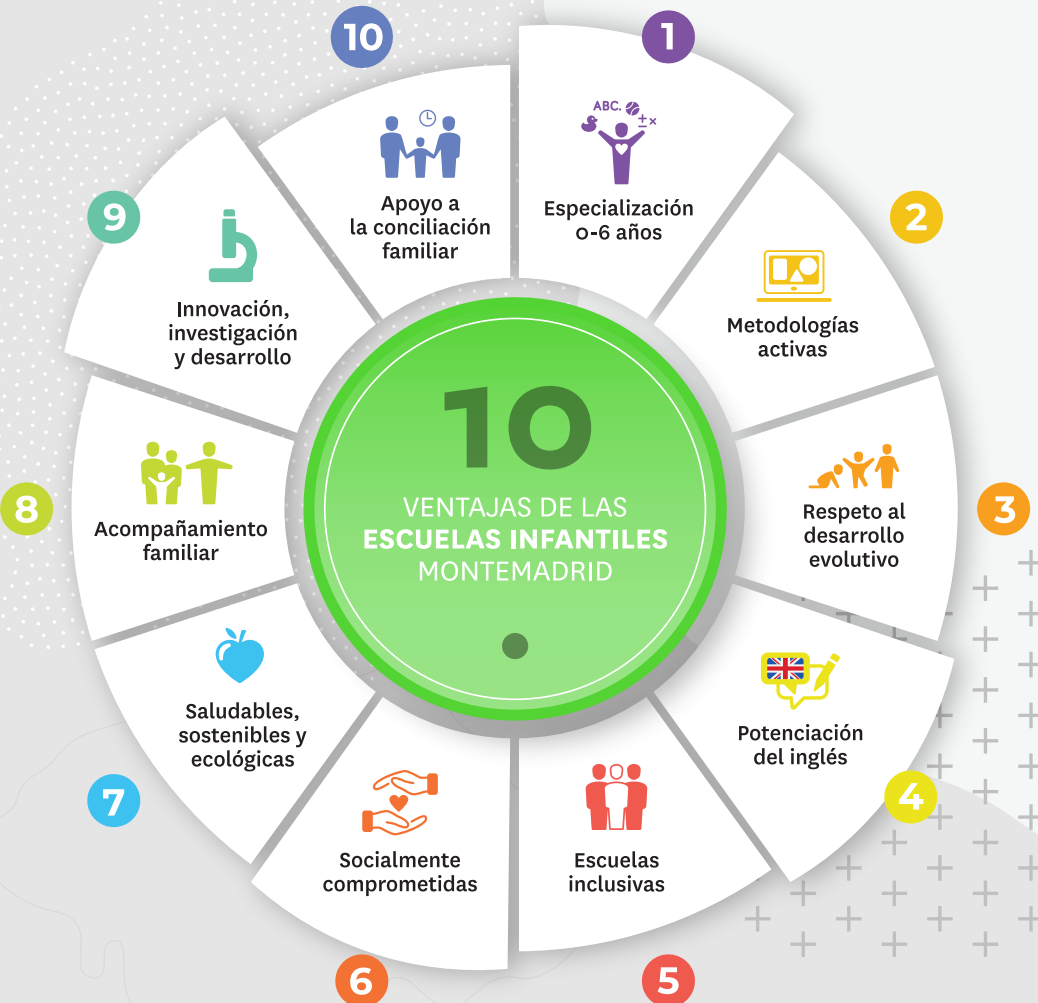 10
VENTAJAS DE LAS
ESCUELAS INFANTILES
MONTEMADRID
1
ABC.
Especialización
0-6 años
2
Metodologías
activas
3
Respeto al
desarrollo
evolutivo
4
Potenciación
del inglés
5
Escuelas
inclusivas
6
Socialmente
comprometidas
7
Saludables,
sostenibles y
ecológicas
8
Acompañamiento
familiar
9
Innovación,
investigación
y desarrollo
10
Apoyo a
la conciliación
familiar